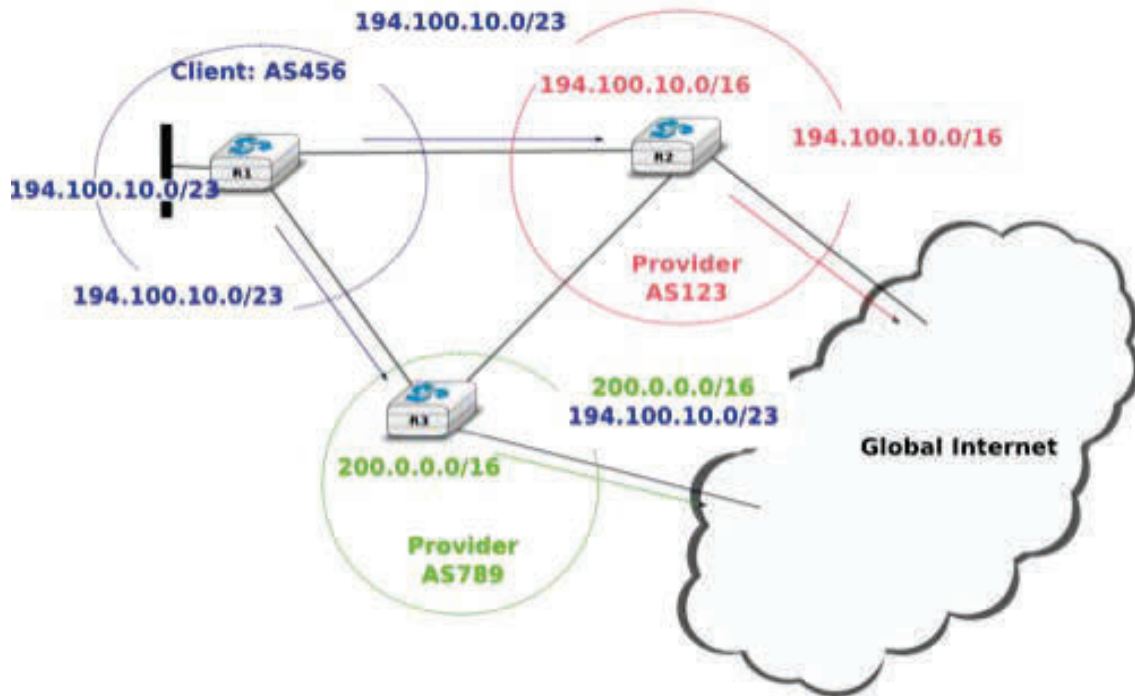 194.100.10.0/23
Client: AS456
194.100.10.0/16
194.100.10.0/16
R1
R2
194.100.10.0/23
Provider
AS123
194.100.10.0/23
200.0.0.0/16
194.100.10.0/23
R3
Global Internet
200.0.0.0/16
Provider
AS789